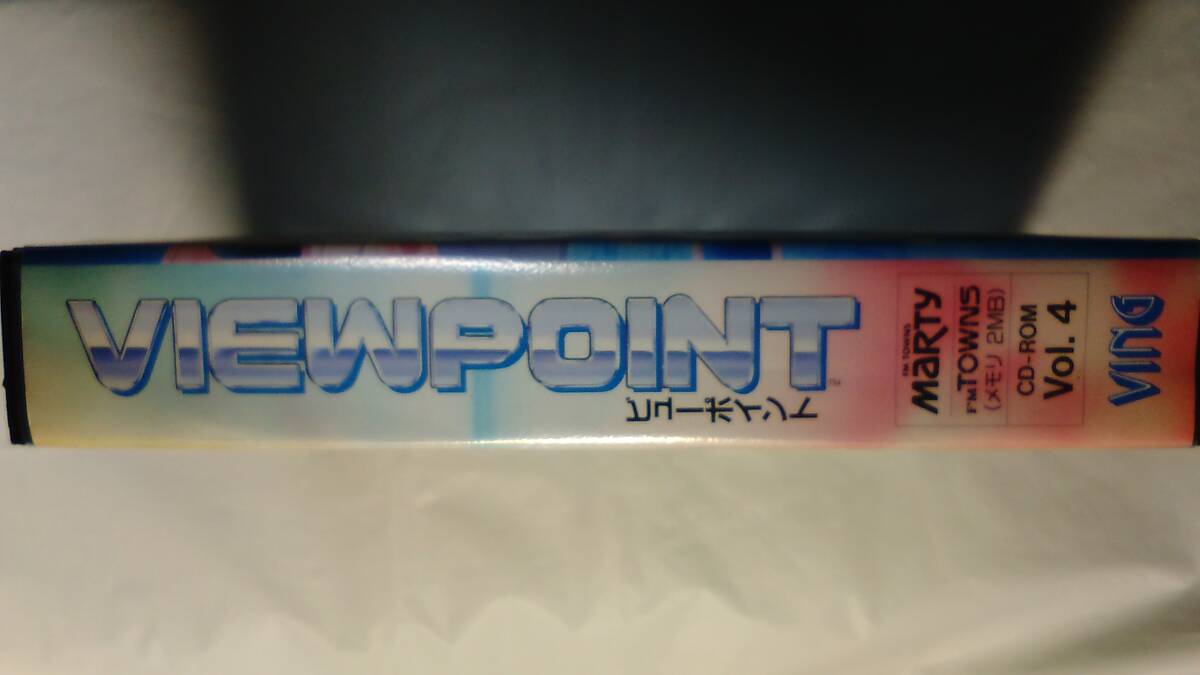 VIEWPOINT
™
ビューポイント
FM TOWNS
MARTY
FM TOWNS
(メモリ 2MB)
CD-ROM
Vol. 4
VING